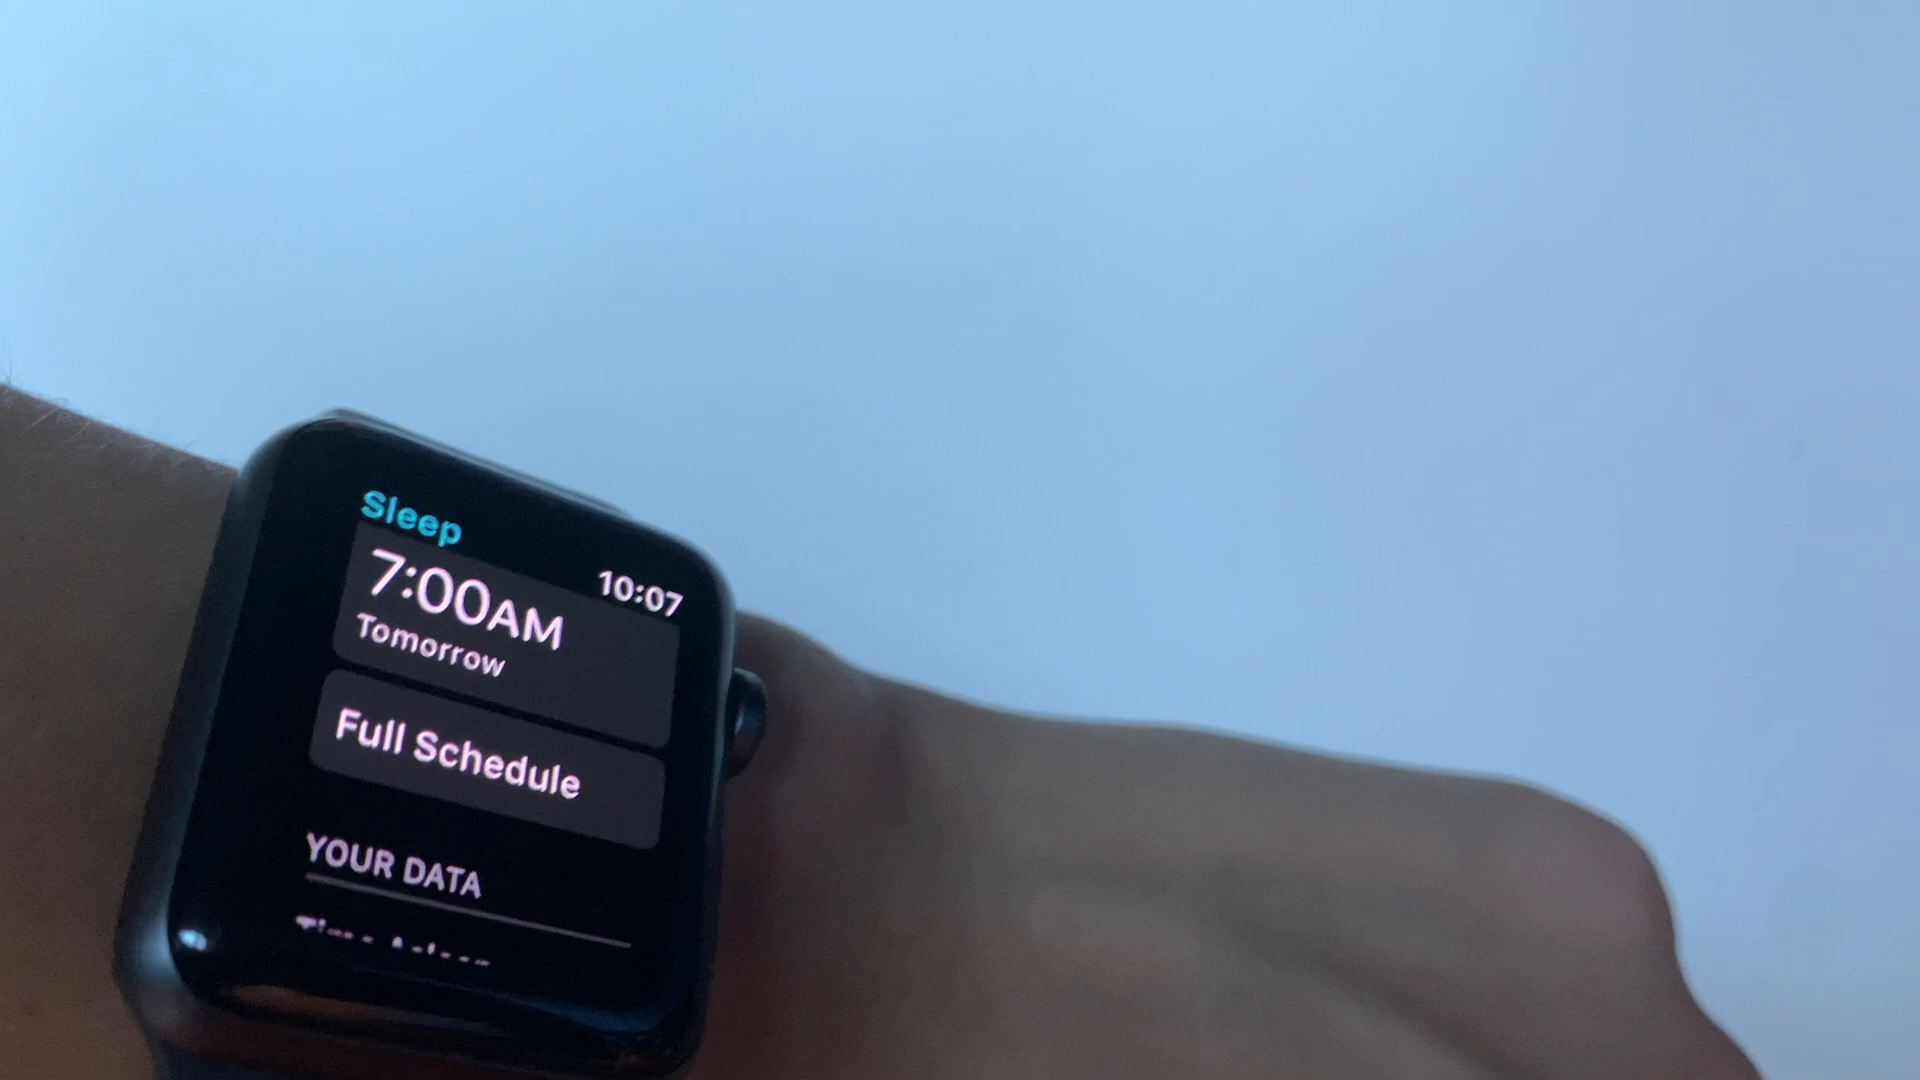 Sleep
10:07
7:00AM
Tomorrow
Full Schedule
YOUR DATA